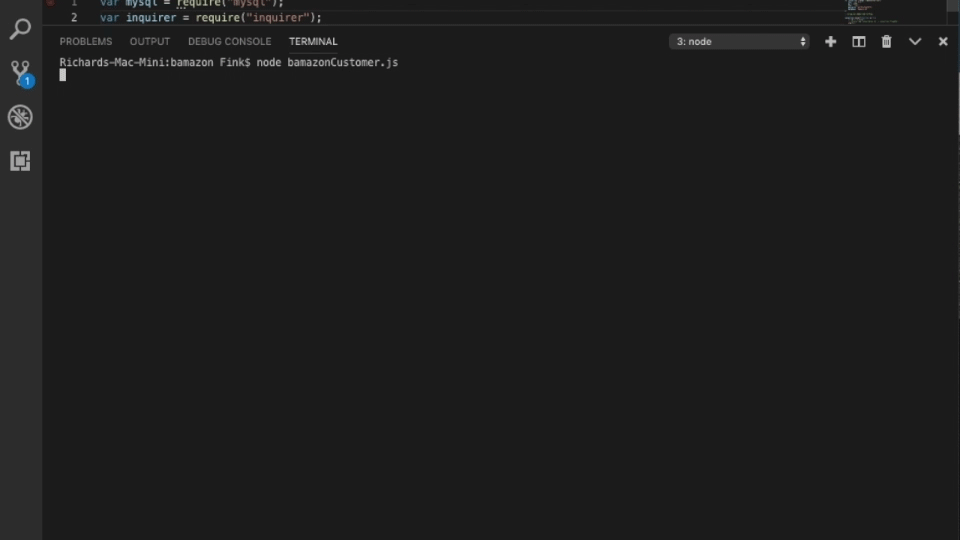 1 var mysql = require("mysql");
2 var inquirer = require("inquirer");
PROBLEMS OUTPUT DEBUG CONSOLE TERMINAL 3: node
Richards-Mac-Mini:bamazon Fink$ node bamazonCustomer.js
1